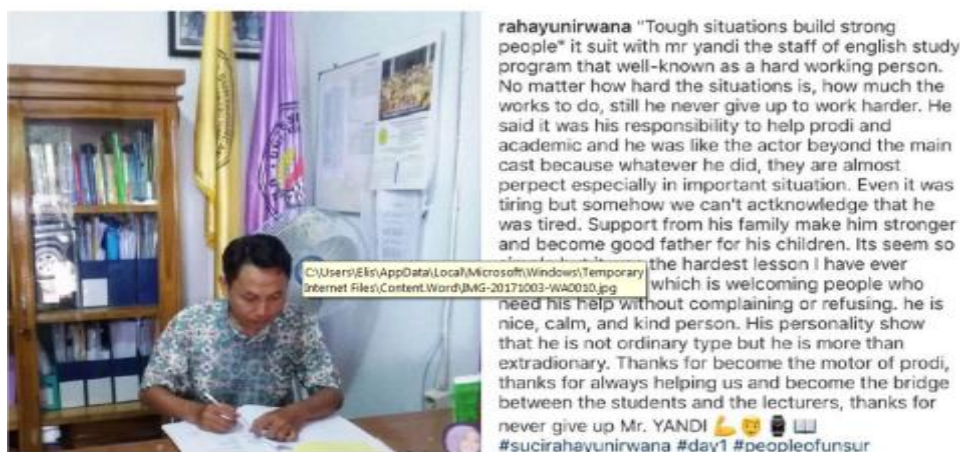 rahayunirwana "Tough situations build strong
people" it suit with mr yandi the staff of english study
program that well-known as a hard working person.
No matter how hard the situations is, how much the
works to do, still he never give up to work harder. He
said it was his responsibility to help prodi and
academic and he was like the actor beyond the main
cast because whatever he did, they are almost
perpect especially in important situation. Even it was
tiring but somehow we can't actknowledge that he
was tired. Support from his family make him stronger
and become good father for his children. Its seem so
the hardest lesson I have ever
which is welcoming people who
need his help without complaining or refusing. he is
nice, calm, and kind person. His personality show
that he is not ordinary type but he is more than
extradionary. Thanks for become the motor of prodi,
thanks for always helping us and become the bridge
between the students and the lecturers, thanks for
never give up Mr. YANDI 💪👨⌚📖
#sucirahayunirwana #day1 #peopleofunsur
C:\Users\Elis\AppData\Local\Microsoft\Windows\Temporary
Internet Files\Content.Word\IMG-20171003-WA0010.jpg